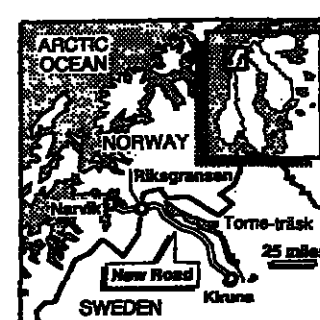 ARCTIC
OCEAN
NORWAY
Riksgransen
Narvik
Torne-träsk
25 miles
New Road
Kiruna
SWEDEN